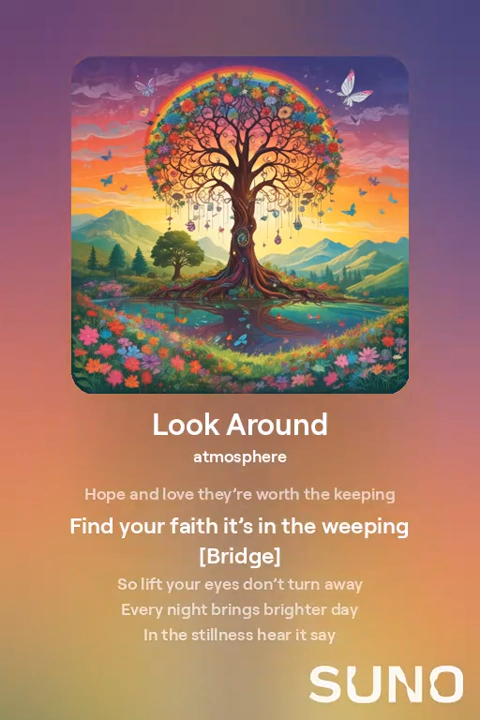 Look Around
atmosphere
Hope and love they're worth the keeping
Find your faith it's in the weeping
[Bridge]
So lift your eyes don't turn away
Every night brings brighter day
In the stillness hear it say
SUNO